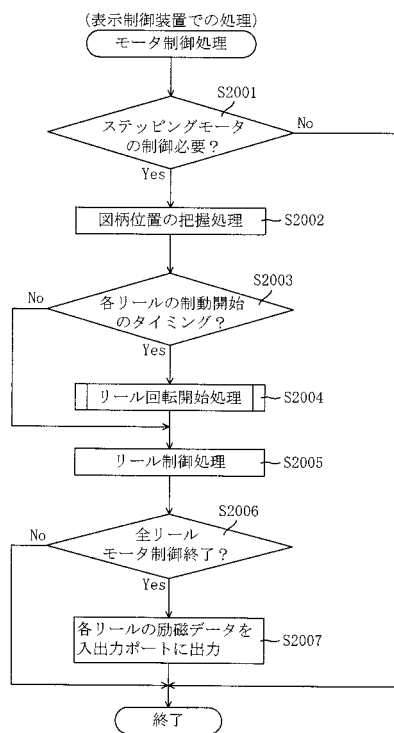 (表示制御装置での処理)
モータ制御処理
S2001
ステッピングモータ
の制御必要？
No
Yes
図柄位置の把握処理
S2002
S2003
No
各リールの制動開始
のタイミング？
Yes
リール回転開始処理
S2004
リール制御処理
S2005
S2006
No
全リール
モータ制御終了？
Yes
各リールの励磁データを
入出力ポートに出力
S2007
終了